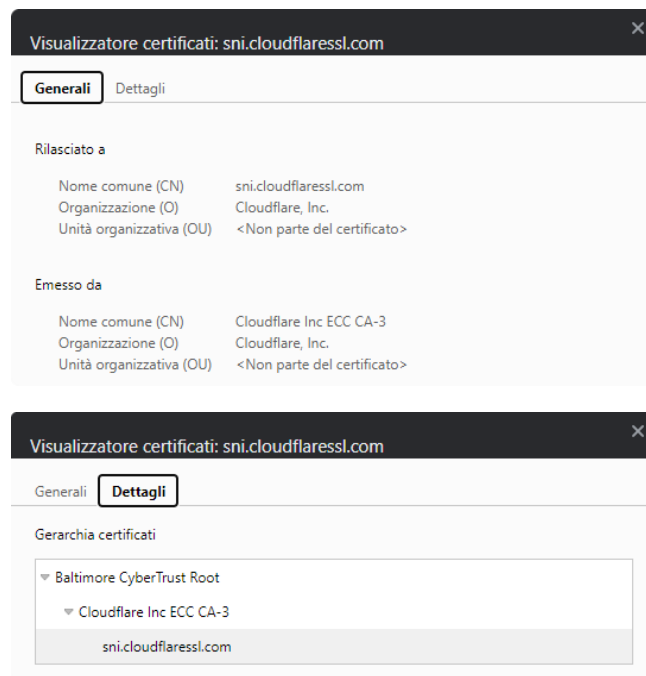 Visualizzatore certificati: sni.cloudflaressl.com
Generali Dettagli
Rilasciato a
Nome comune (CN) sni.cloudflaressl.com
Organizzazione (O) Cloudflare, Inc.
Unità organizzativa (OU) <Non parte del certificato>
Emesso da
Nome comune (CN) Cloudflare Inc ECC CA-3
Organizzazione (O) Cloudflare, Inc.
Unità organizzativa (OU) <Non parte del certificato>
Visualizzatore certificati: sni.cloudflaressl.com
Generali Dettagli
Gerarchia certificati
Baltimore CyberTrust Root
Cloudflare Inc ECC CA-3
sni.cloudflaressl.com